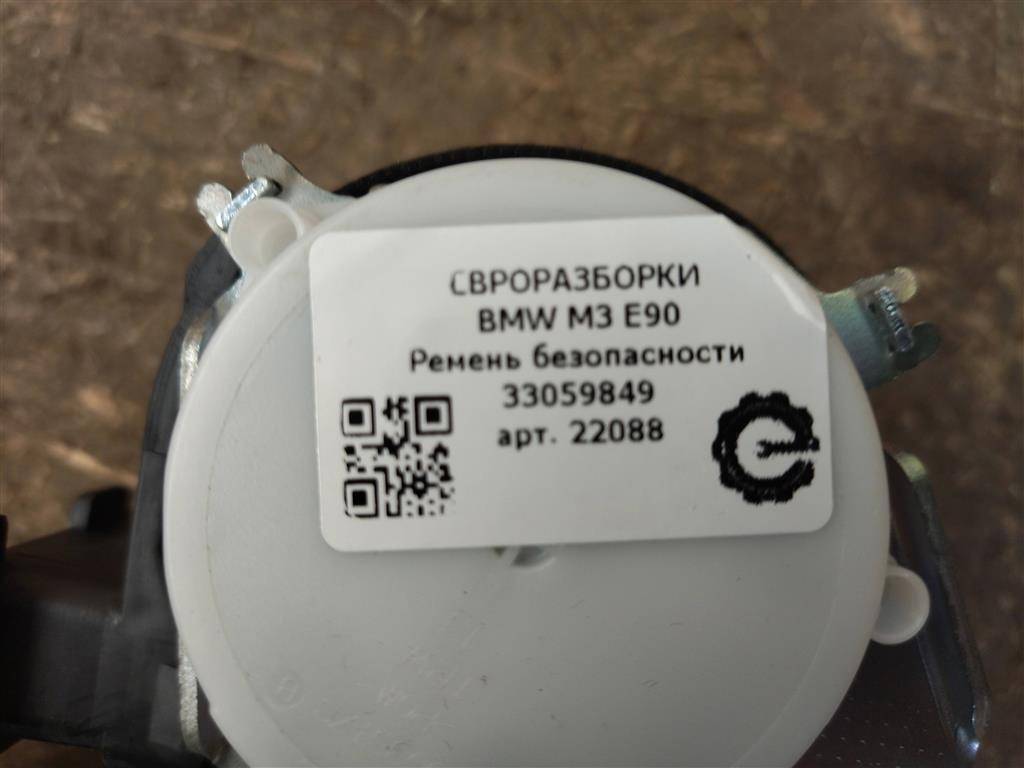 ЕВРОРАЗБОРКИ
BMW M3 E90
Ремень безопасности
33059849
арт. 22088